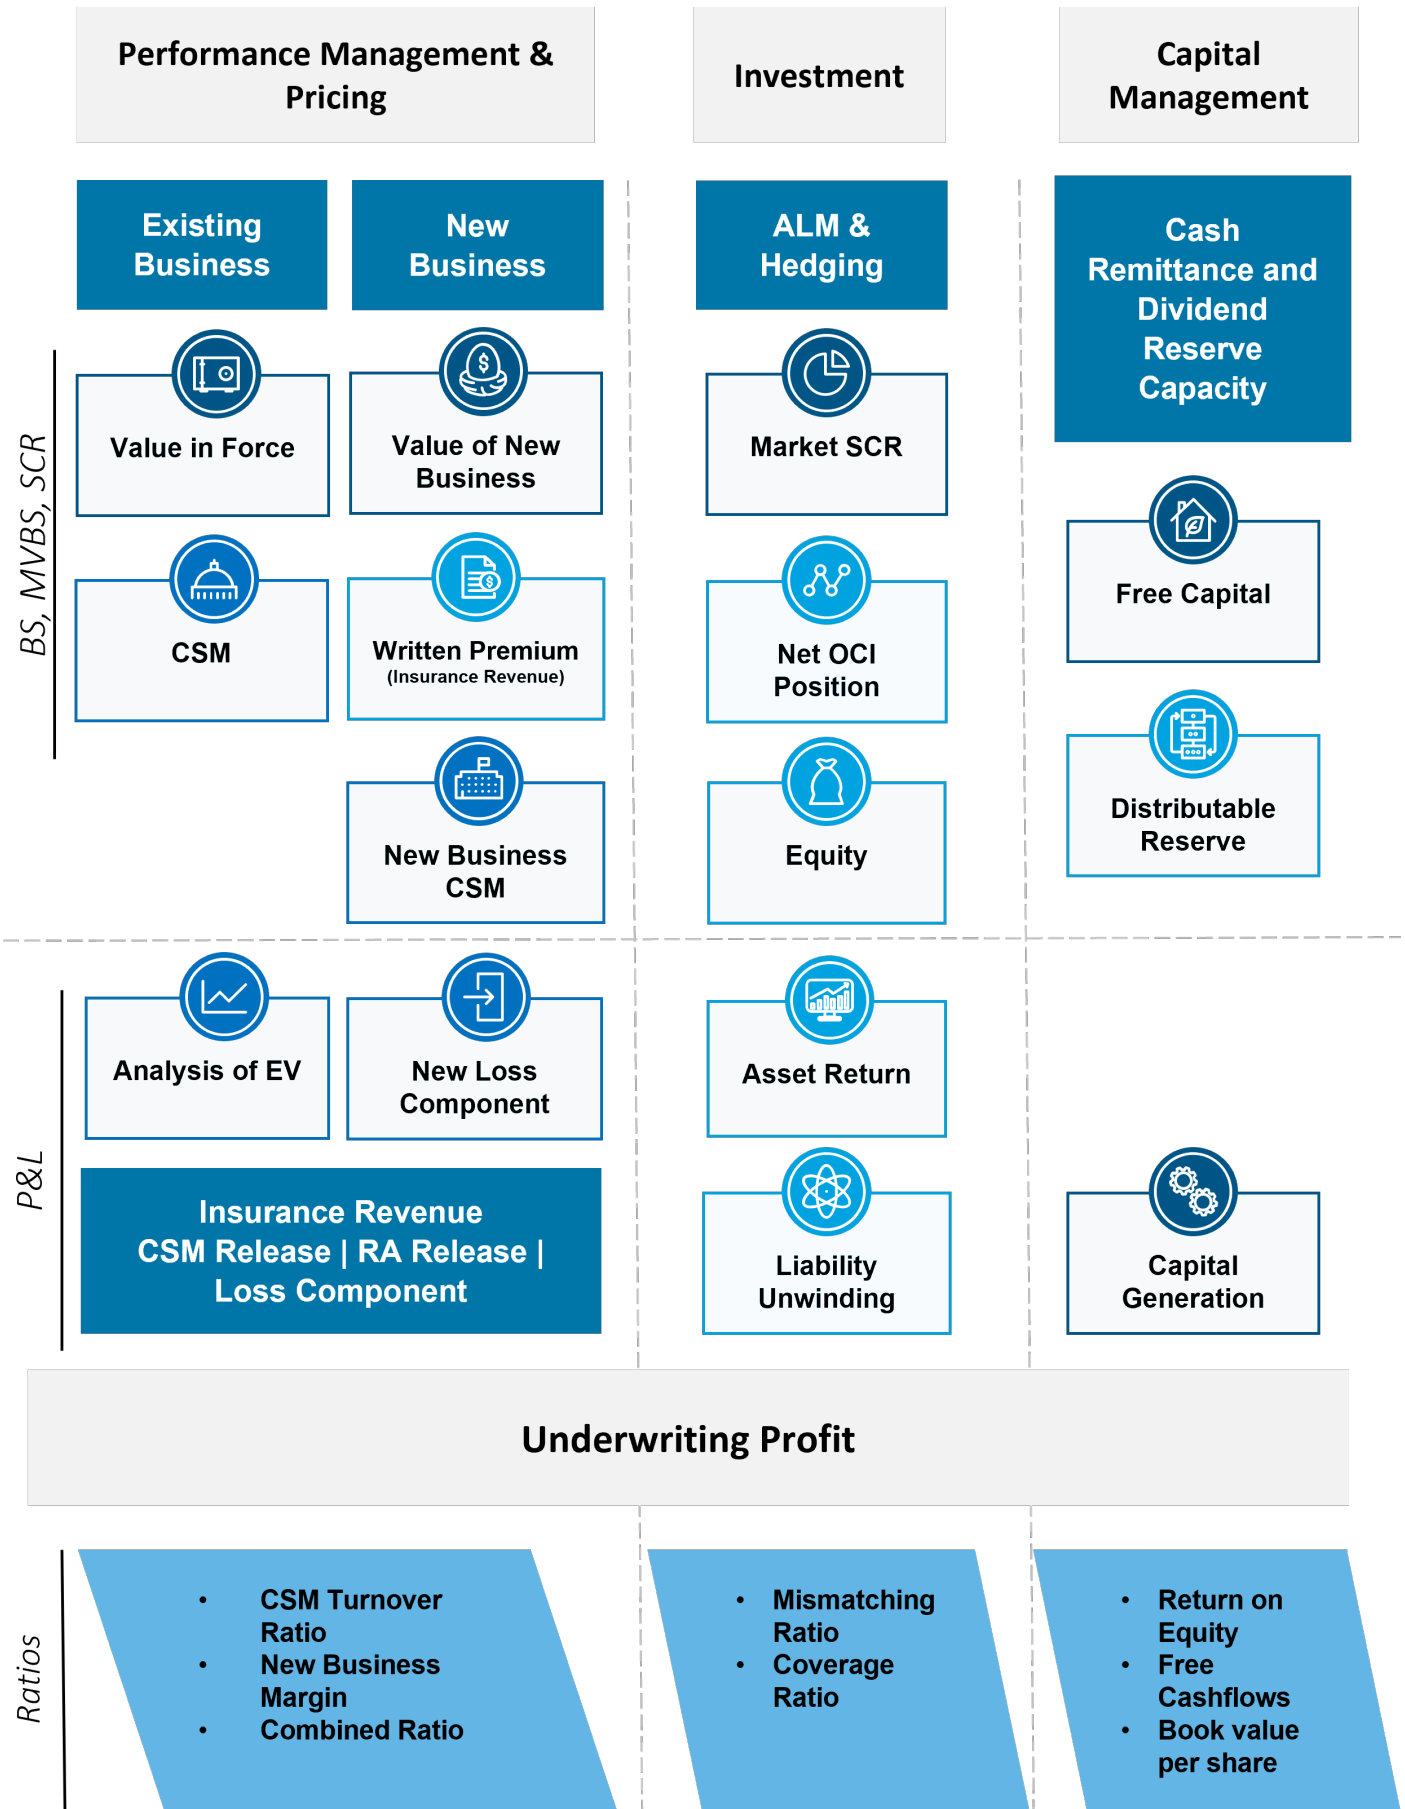 Performance Management &
Pricing
Investment
Capital
Management
Existing
Business
New
Business
ALM &
Hedging
Cash
Remittance and
Dividend
Reserve
Capacity
BS, MVBS, SCR
Value in Force
Value of New
Business
Market SCR
Free Capital
CSM
Written Premium
(Insurance Revenue)
Net OCI
Position
Distributable
Reserve
New Business
CSM
Equity
P&L
Analysis of EV
New Loss
Component
Asset Return
Insurance Revenue
CSM Release | RA Release |
Loss Component
Liability
Unwinding
Capital
Generation
Underwriting Profit
Ratios
• CSM Turnover
Ratio
• New Business
Margin
• Combined Ratio
• Mismatching
Ratio
• Coverage
Ratio
• Return on
Equity
• Free
Cashflows
• Book value
per share